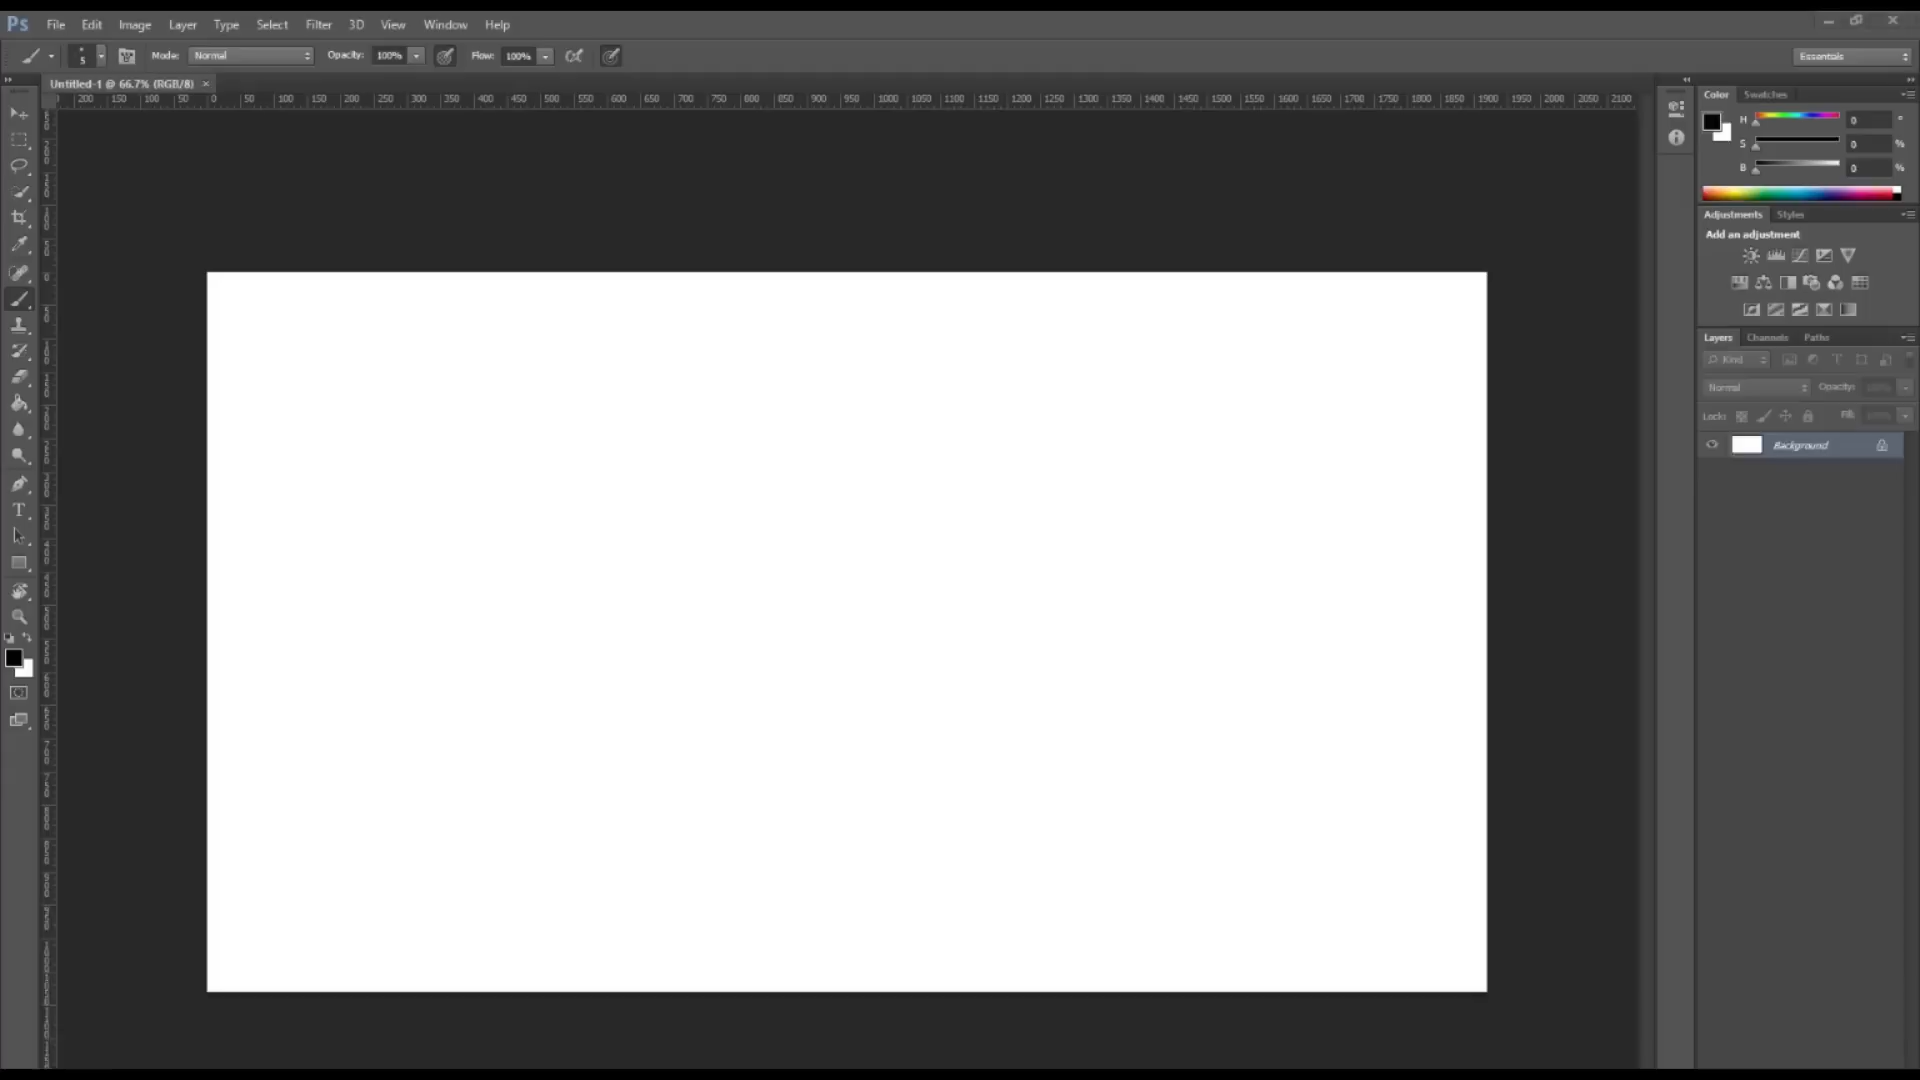 Ps File Edit Image Layer Type Select Filter 3D View Window Help
5 Mode: Normal Opacity: 100% Flow: 100% Essentials
Untitled-1 @ 66.7% (RGB/8) ×
200 150 100 50 0 50 100 150 200 250 300 350 400 450 500 550 600 650 700 750 800 850 900 950 1000 1050 1100 1150 1200 1250 1300 1350 1400 1450 1500 1550 1600 1650 1700 1750 1800 1850 1900 1950 2000 2050 2100
Color Swatches
H 0 °
S 0 %
B 0 %
Adjustments Styles
Add an adjustment
Layers Channels Paths
Kind
Normal Opacity: 100%
Lock: Fill: 100%
Background